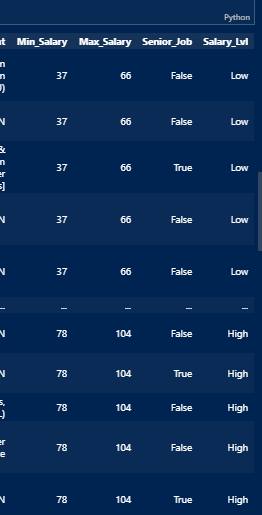 Python
t Min_Salary Max_Salary Senior_Job Salary_Lvl
n
n 37 66 False Low
)
N 37 66 False Low
&
n 37 66 True Low
er
s]
N 37 66 False Low
N 37 66 False Low
... ... ... ... ...
N 78 104 False High
N 78 104 True High
s, 78 104 False High
.)
er 78 104 False High
e
N 78 104 True High